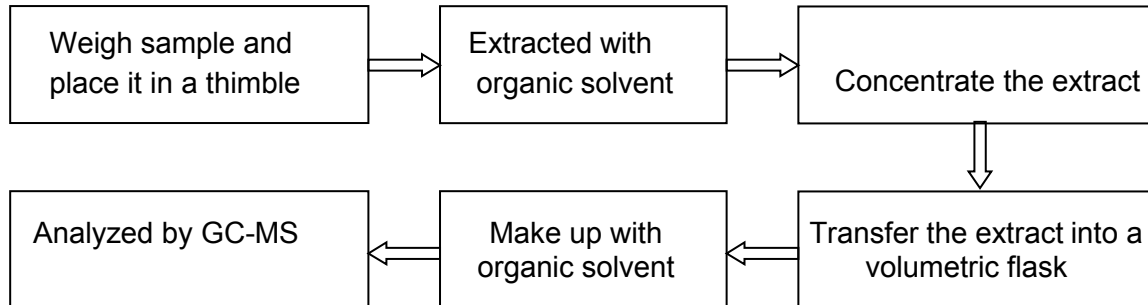 Weigh sample and
place it in a thimble
Extracted with
organic solvent
Concentrate the extract
Transfer the extract into a
volumetric flask
Make up with
organic solvent
Analyzed by GC-MS